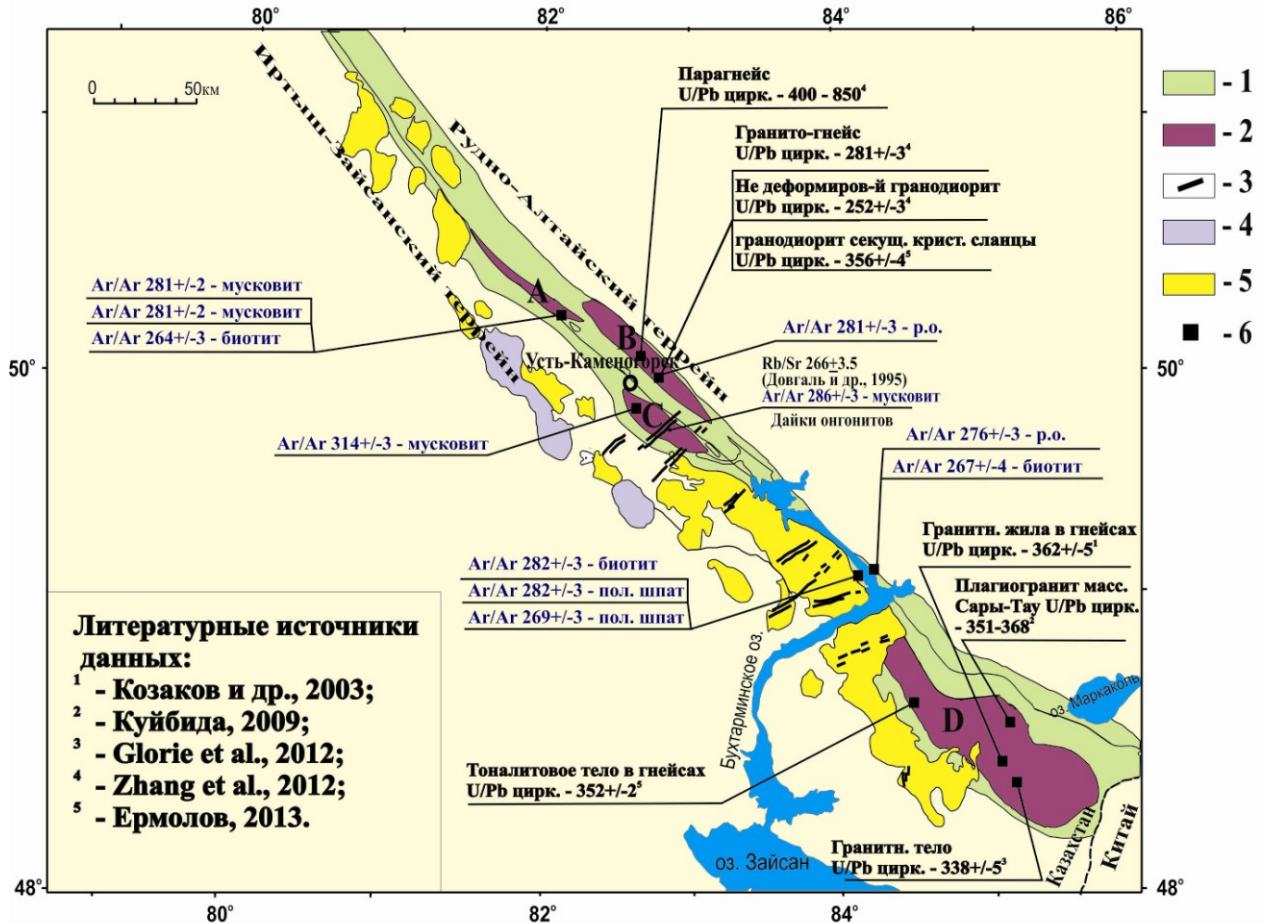 80°
82°
84°
86°
0 50км
Иртыш-Зайсанский террейн
Рудно-Алтайский террейн
Парагнейс
U/Pb цирк. - 400 - 850⁴
Гранито-гнейс
U/Pb цирк. - 281+/-3⁴
Не деформиров-й гранодиорит
U/Pb цирк. - 252+/-3⁴
гранодиорит секущ. крист. сланцы
U/Pb цирк. - 356+/-4⁵
- 1
- 2
- 3
- 4
- 5
- 6
Ar/Ar 281+/-2 - мусковит
Ar/Ar 281+/-2 - мусковит
Ar/Ar 264+/-3 - биотит
A
B
C
D
Усть-Каменогорск
50°
50°
Ar/Ar 281+/-3 - р.о.
Rb/Sr 266±3.5
(Довгаль и др., 1995)
Ar/Ar 286+/-3 - мусковит
Дайки онгонитов
Ar/Ar 314+/-3 - мусковит
Ar/Ar 276+/-3 - р.о.
Ar/Ar 267+/-4 - биотит
Гранитн. жила в гнейсах
U/Pb цирк. - 362+/-5¹
Плагиогранит масс.
Сары-Тау U/Pb цирк.
- 351-368²
Ar/Ar 282+/-3 - биотит
Ar/Ar 282+/-3 - пол. шпат
Ar/Ar 269+/-3 - пол. шпат
Бухтарминское оз.
оз. Маркаколь
Тоналитовое тело в гнейсах
U/Pb цирк. - 352+/-2⁵
Гранитн. тело
U/Pb цирк. - 338+/-5³
оз. Зайсан
Казахстан
Китай
Литературные источники
данных:
¹ - Козаков и др., 2003;
² - Куйбида, 2009;
³ - Glorie et al., 2012;
⁴ - Zhang et al., 2012;
⁵ - Ермолов, 2013.
48°
48°
80°
82°
84°
86°